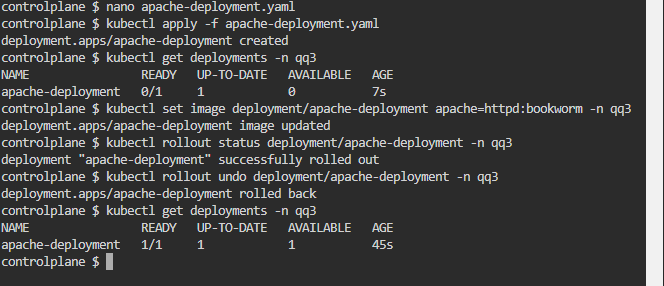 controlplane $ nano apache-deployment.yaml
controlplane $ kubectl apply -f apache-deployment.yaml
deployment.apps/apache-deployment created
controlplane $ kubectl get deployments -n qq3
NAME READY UP-TO-DATE AVAILABLE AGE
apache-deployment 0/1 1 0 7s
controlplane $ kubectl set image deployment/apache-deployment apache=httpd:bookworm -n qq3
deployment.apps/apache-deployment image updated
controlplane $ kubectl rollout status deployment/apache-deployment -n qq3
deployment "apache-deployment" successfully rolled out
controlplane $ kubectl rollout undo deployment/apache-deployment -n qq3
deployment.apps/apache-deployment rolled back
controlplane $ kubectl get deployments -n qq3
NAME READY UP-TO-DATE AVAILABLE AGE
apache-deployment 1/1 1 1 45s
controlplane $